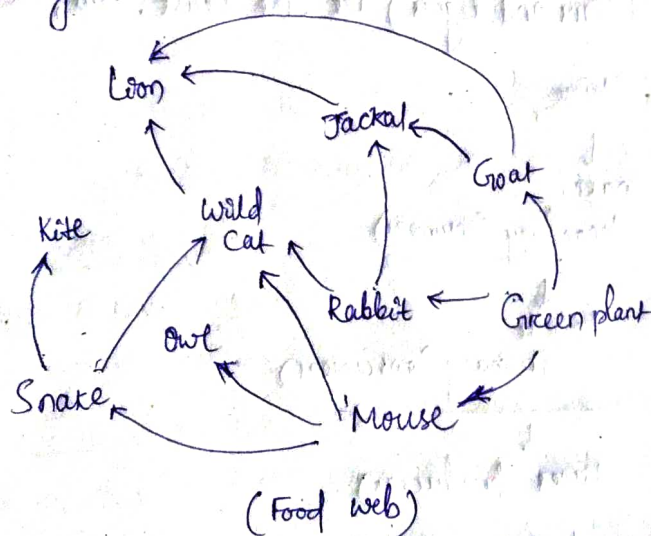 Lion
Jackal
Goat
Wild
Cat
Kite
Rabbit
Green plant
Owl
Snake
Mouse
(Food web)